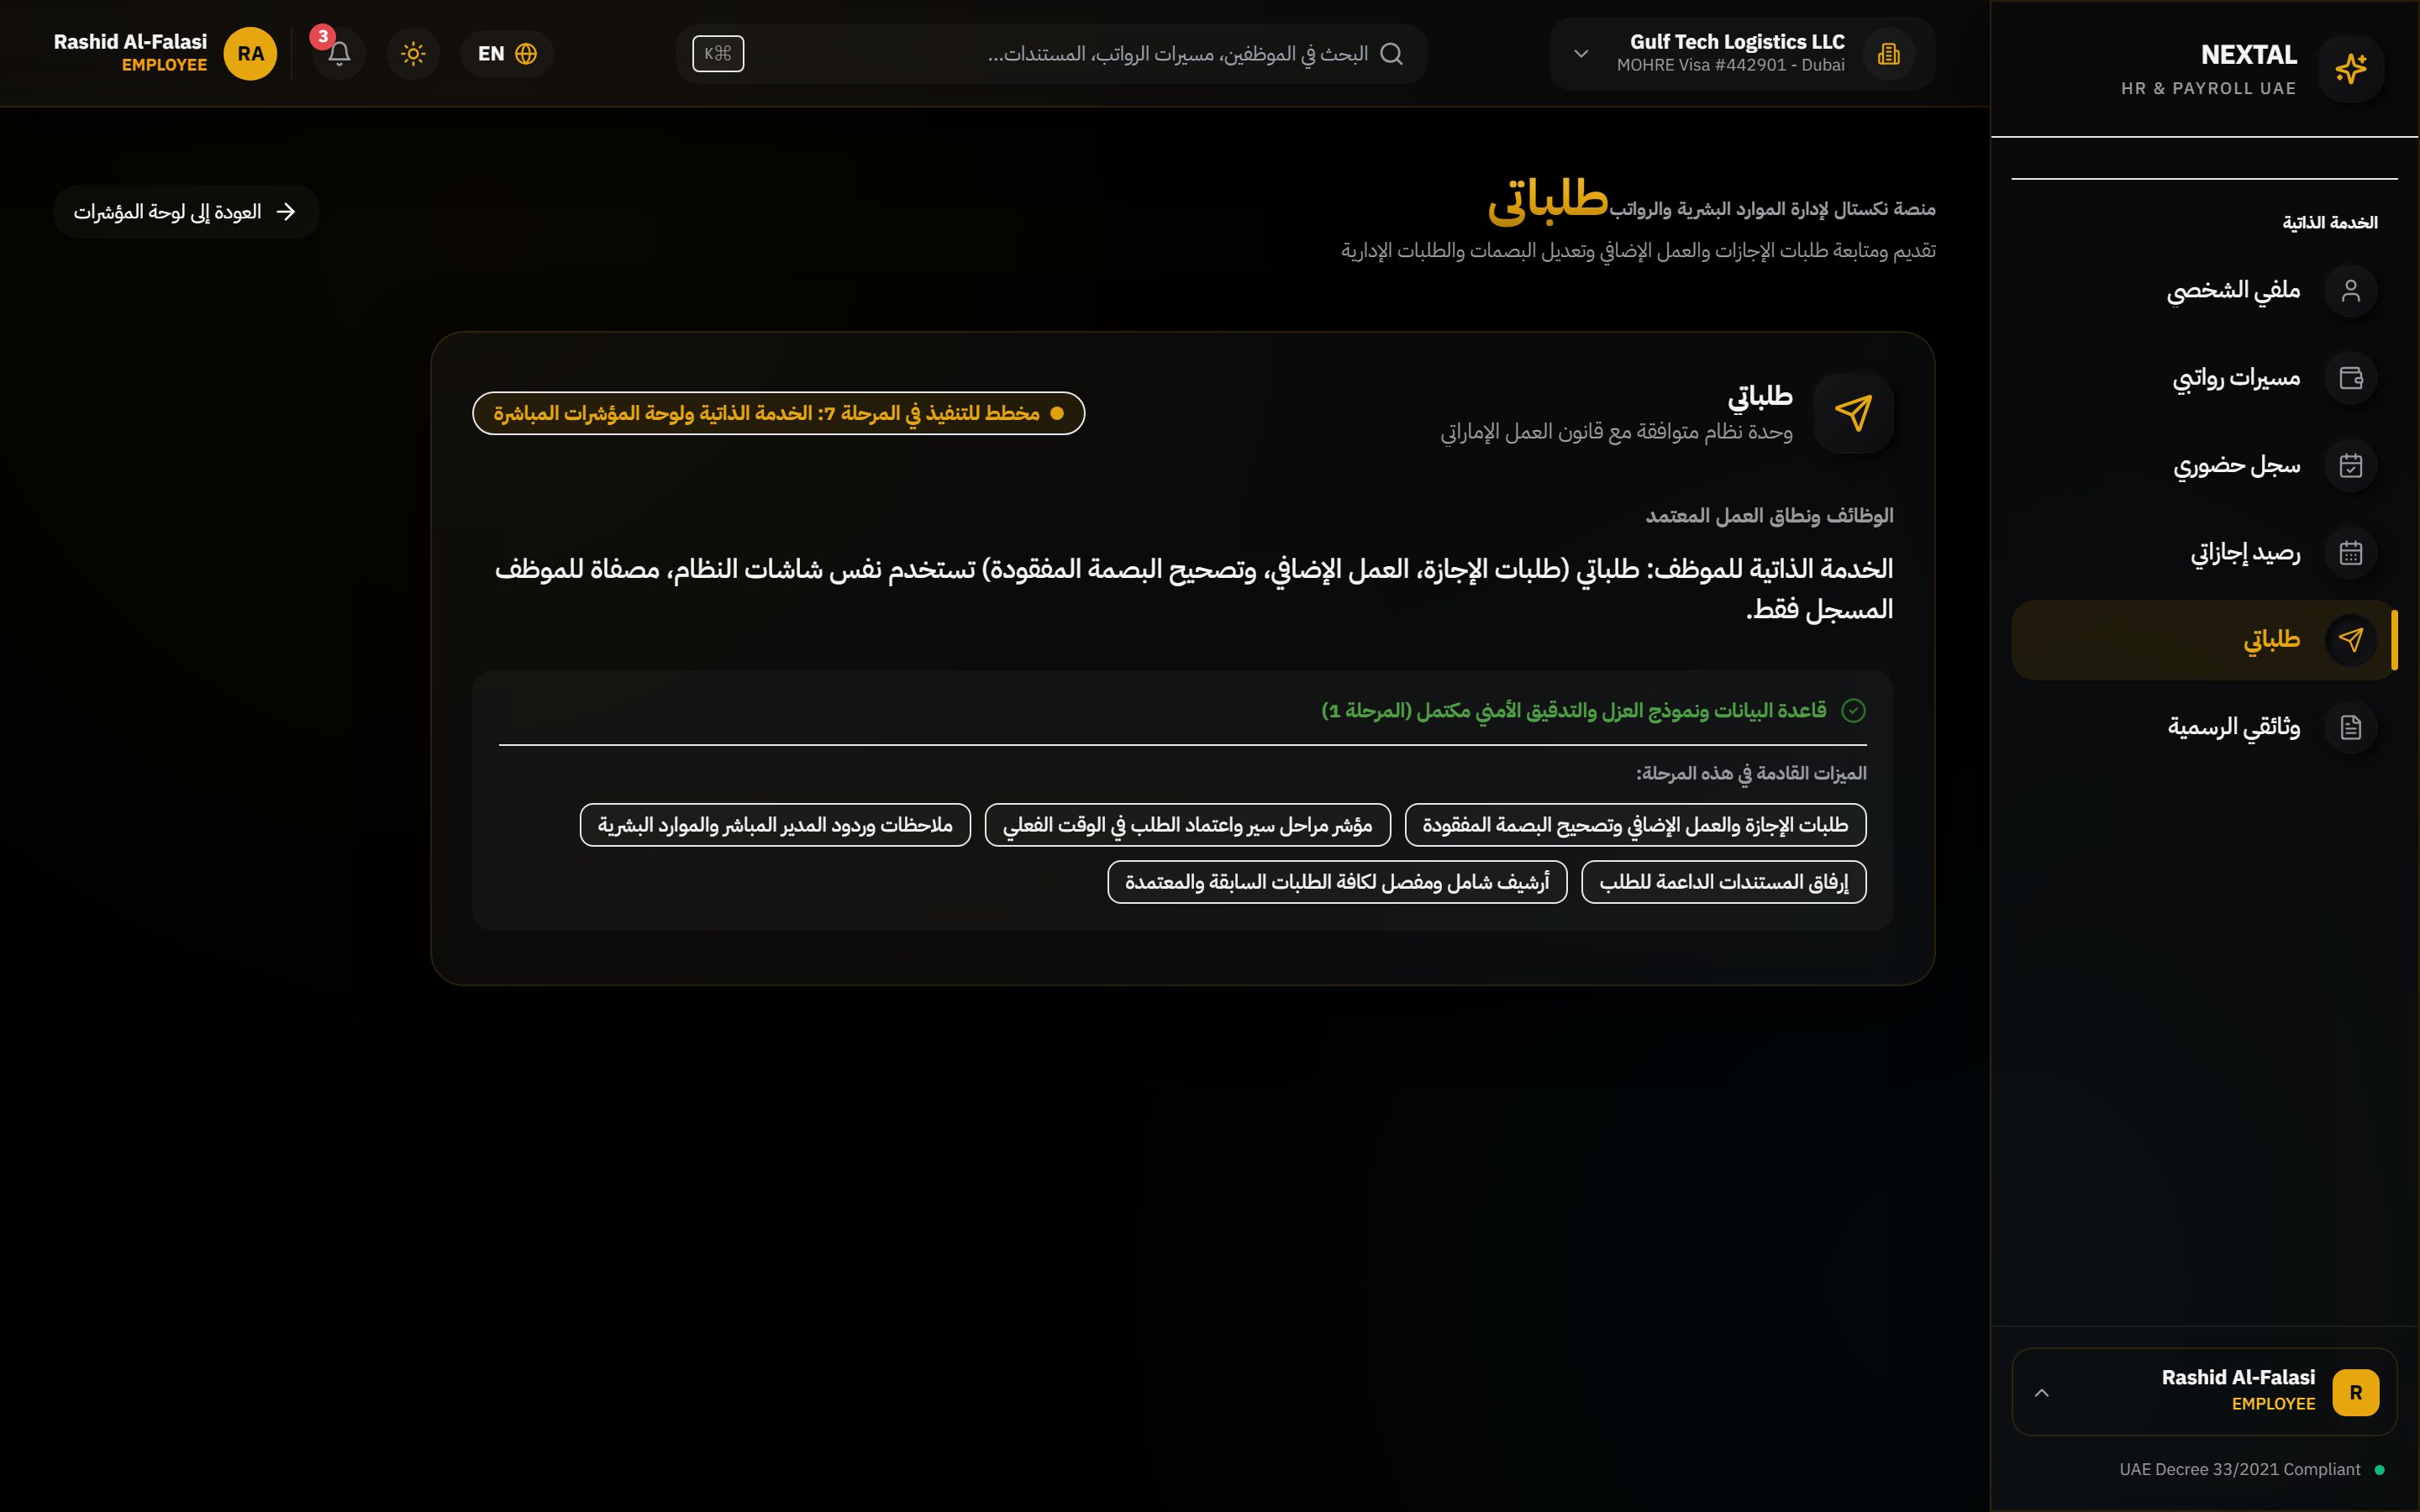 NEXTAL
HR & PAYROLL UAE
الخدمة الذاتية
ملفي الشخصي
مسيرات رواتبي
سجل حضوري
رصيد إجازاتي
طلباتي
وثائقي الرسمية
R
Rashid Al-Falasi
EMPLOYEE
UAE Decree 33/2021 Compliant
Gulf Tech Logistics LLC
MOHRE Visa #442901 - Dubai
البحث في الموظفين، مسيرات الرواتب، المستندات...
⌘K
EN
3
RA
Rashid Al-Falasi
EMPLOYEE
منصة نكستال لإدارة الموارد البشرية والرواتب طلباتي
تقديم ومتابعة طلبات الإجازات والعمل الإضافي وتعديل البصمات والطلبات الإدارية
العودة إلى لوحة المؤشرات
طلباتي
وحدة نظام متوافقة مع قانون العمل الإماراتي
مخطط للتنفيذ في المرحلة 7: الخدمة الذاتية ولوحة المؤشرات المباشرة
الوظائف ونطاق العمل المعتمد
الخدمة الذاتية للموظف: طلباتي (طلبات الإجازة، العمل الإضافي، وتصحيح البصمة المفقودة) تستخدم نفس شاشات النظام، مصفاة للموظف
المسجل فقط.
قاعدة البيانات ونموذج العزل والتدقيق الأمني مكتمل (المرحلة 1)
الميزات القادمة في هذه المرحلة:
طلبات الإجازة والعمل الإضافي وتصحيح البصمة المفقودة
مؤشر مراحل سير واعتماد الطلب في الوقت الفعلي
ملاحظات وردود المدير المباشر والموارد البشرية
إرفاق المستندات الداعمة للطلب
أرشيف شامل ومفصل لكافة الطلبات السابقة والمعتمدة